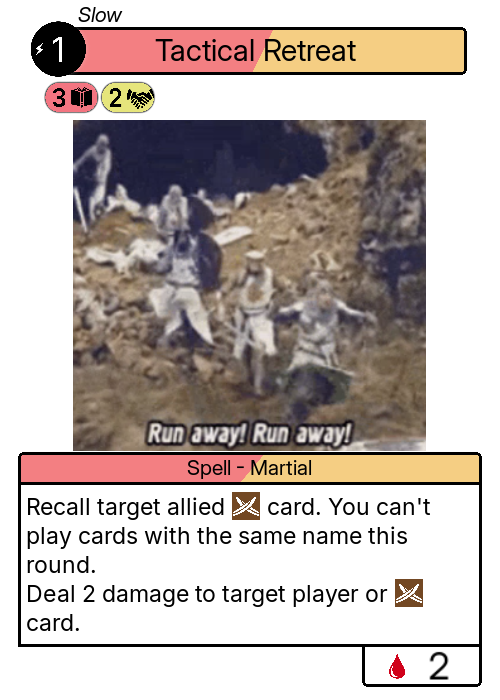 Slow
1
Tactical Retreat
3
2
Run away! Run away!
Spell - Martial
Recall target allied card. You can't
play cards with the same name this
round.
Deal 2 damage to target player or
card.
2